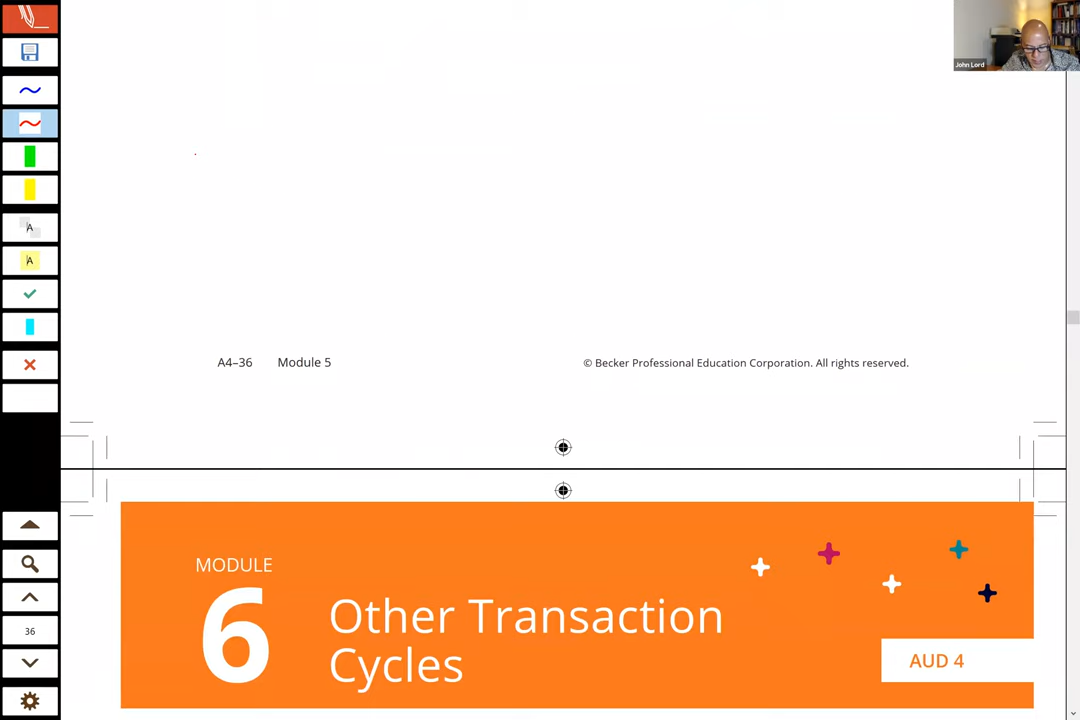 John Lord
A
A
A4–36 Module 5
© Becker Professional Education Corporation. All rights reserved.
MODULE
6
Other Transaction
Cycles
AUD 4
36